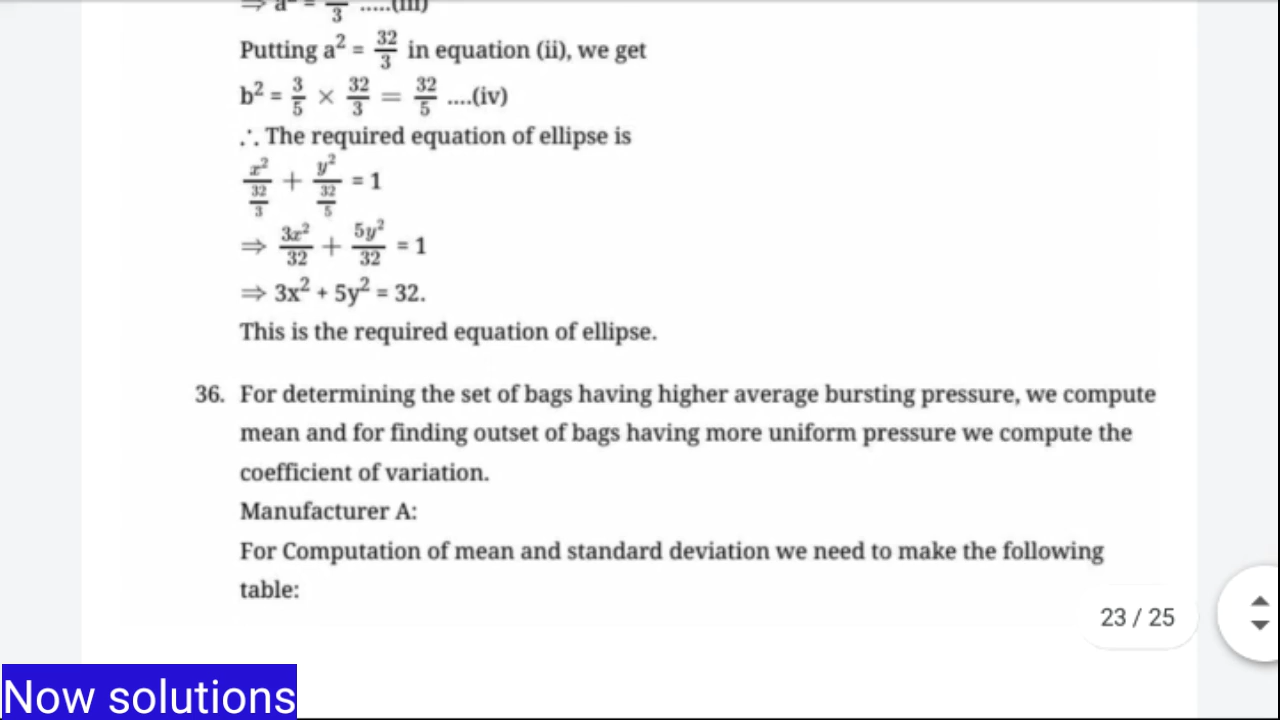 ⇒ a² = —/3 .....(iii)
Putting a² = 32/3 in equation (ii), we get
b² = 3/5 × 32/3 = 32/5 ....(iv)
∴ The required equation of ellipse is
x²/(32/3) + y²/(32/5) = 1
⇒ 3x²/32 + 5y²/32 = 1
⇒ 3x² + 5y² = 32.
This is the required equation of ellipse.
36. For determining the set of bags having higher average bursting pressure, we compute
mean and for finding outset of bags having more uniform pressure we compute the
coefficient of variation.
Manufacturer A:
For Computation of mean and standard deviation we need to make the following
table:
23 / 25
Now solutions